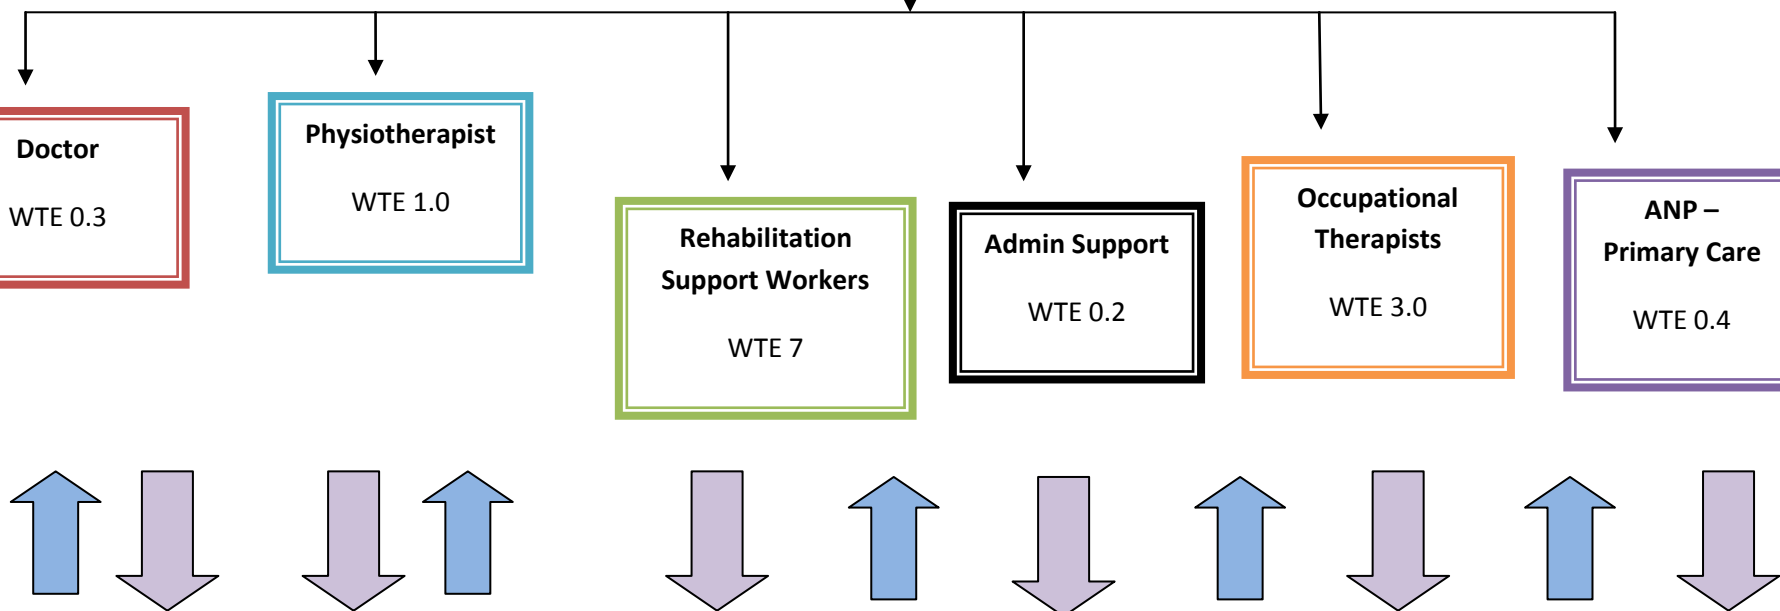 Doctor
WTE 0.3
Physiotherapist
WTE 1.0
Rehabilitation
Support Workers
WTE 7
Admin Support
WTE 0.2
Occupational
Therapists
WTE 3.0
ANP –
Primary Care
WTE 0.4